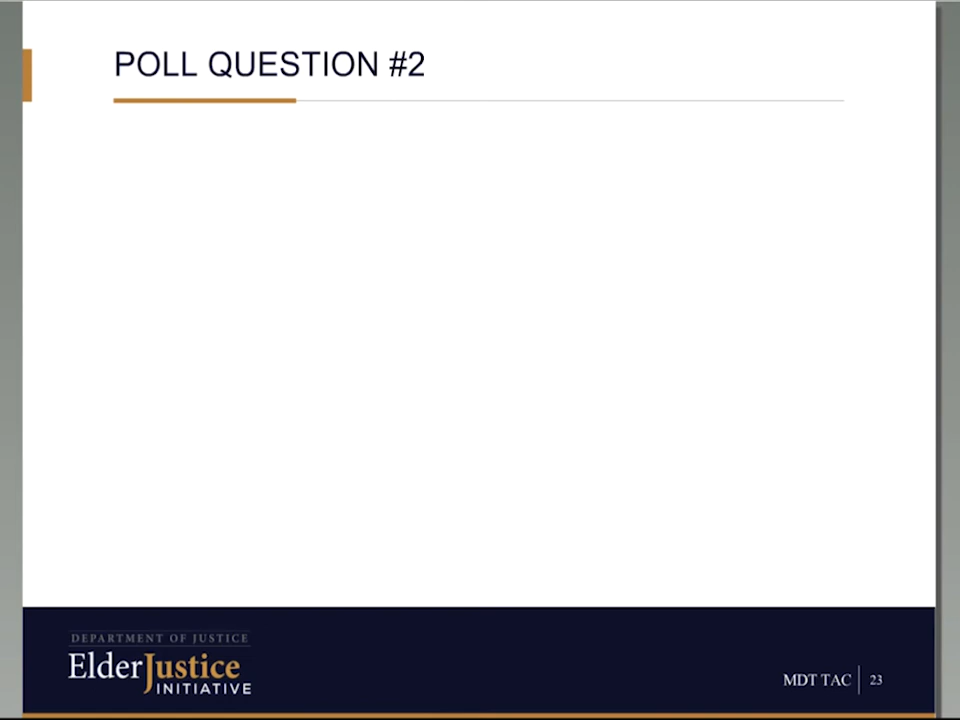 POLL QUESTION #2
DEPARTMENT OF JUSTICE
ElderJustice
INITIATIVE
MDT TAC
23